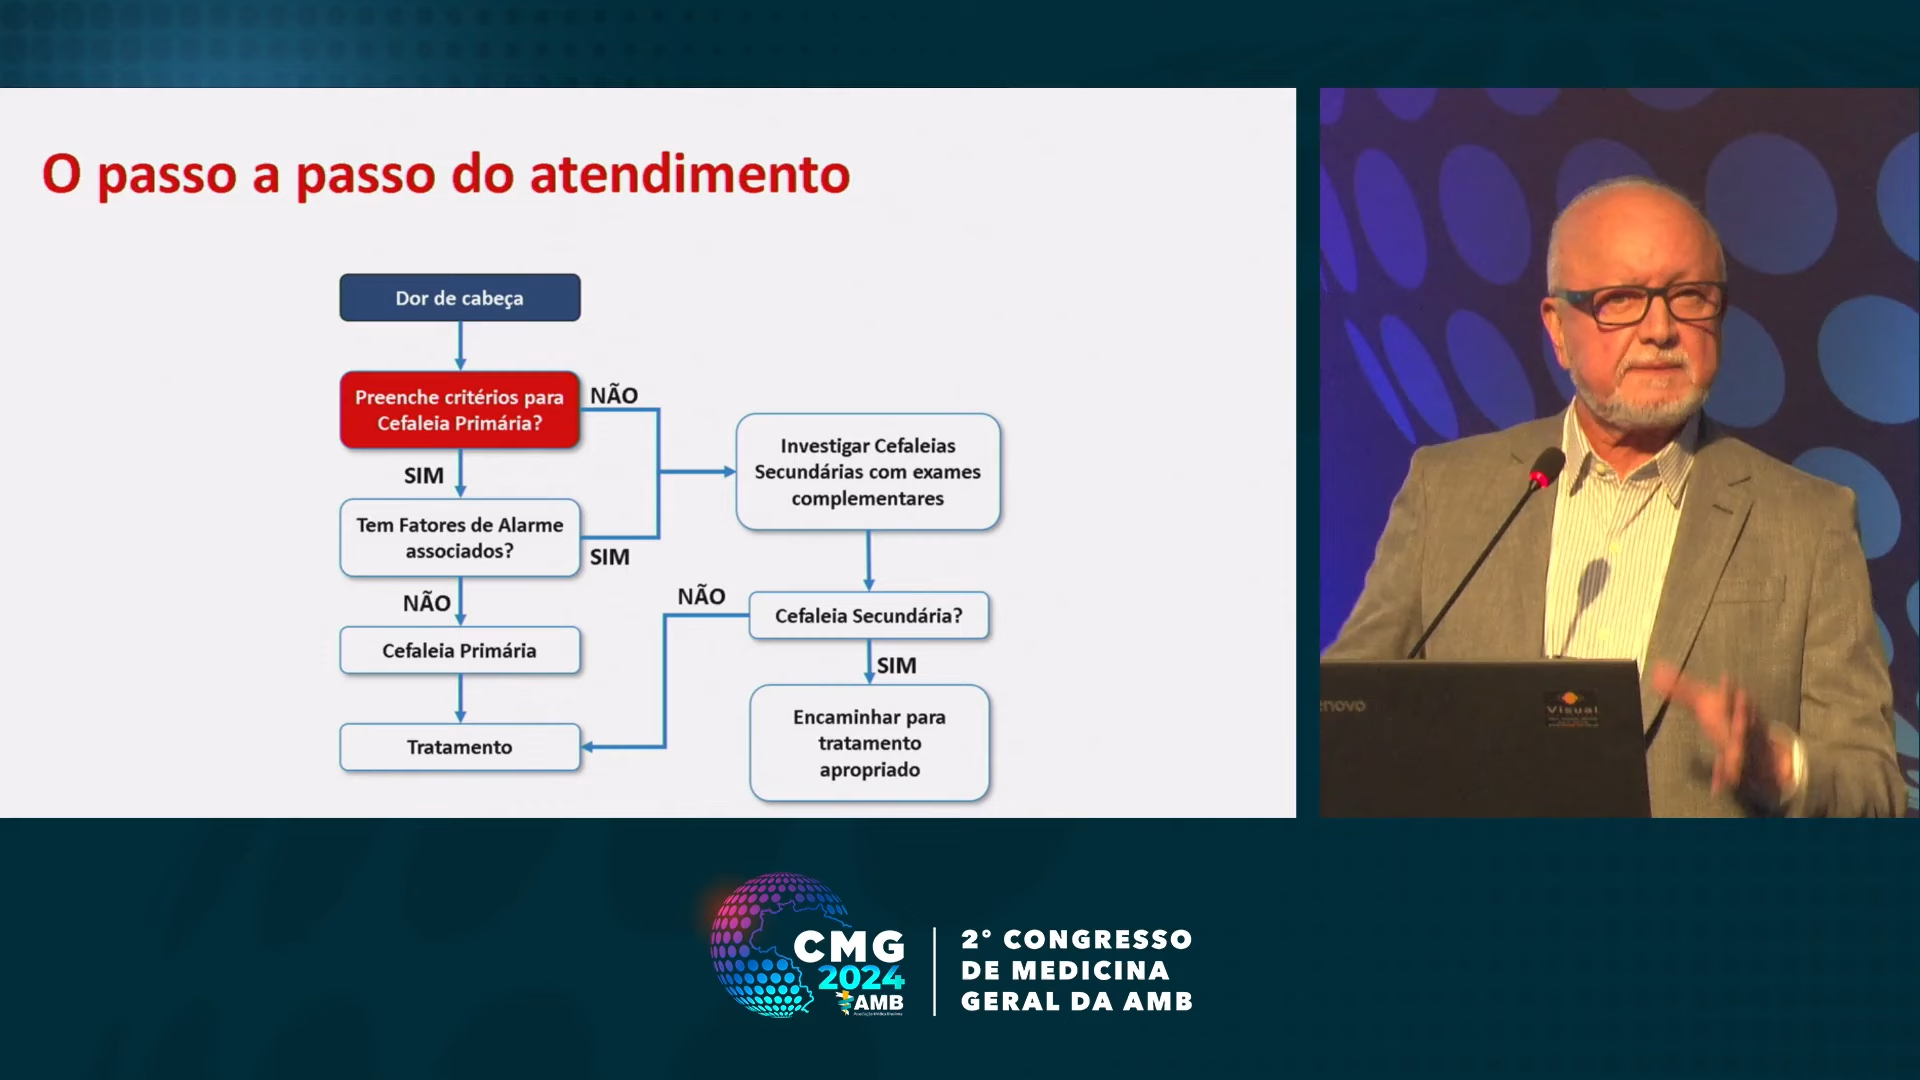 O passo a passo do atendimento
Dor de cabeça
Preenche critérios para
Cefaleia Primária?
NÃO
SIM
Tem Fatores de Alarme
associados?
SIM
NÃO
Cefaleia Primária
Tratamento
Investigar Cefaleias
Secundárias com exames
complementares
Cefaleia Secundária?
NÃO
SIM
Encaminhar para
tratamento
apropriado
novo
Visual
CMG
2024
AMB
2° CONGRESSO
DE MEDICINA
GERAL DA AMB